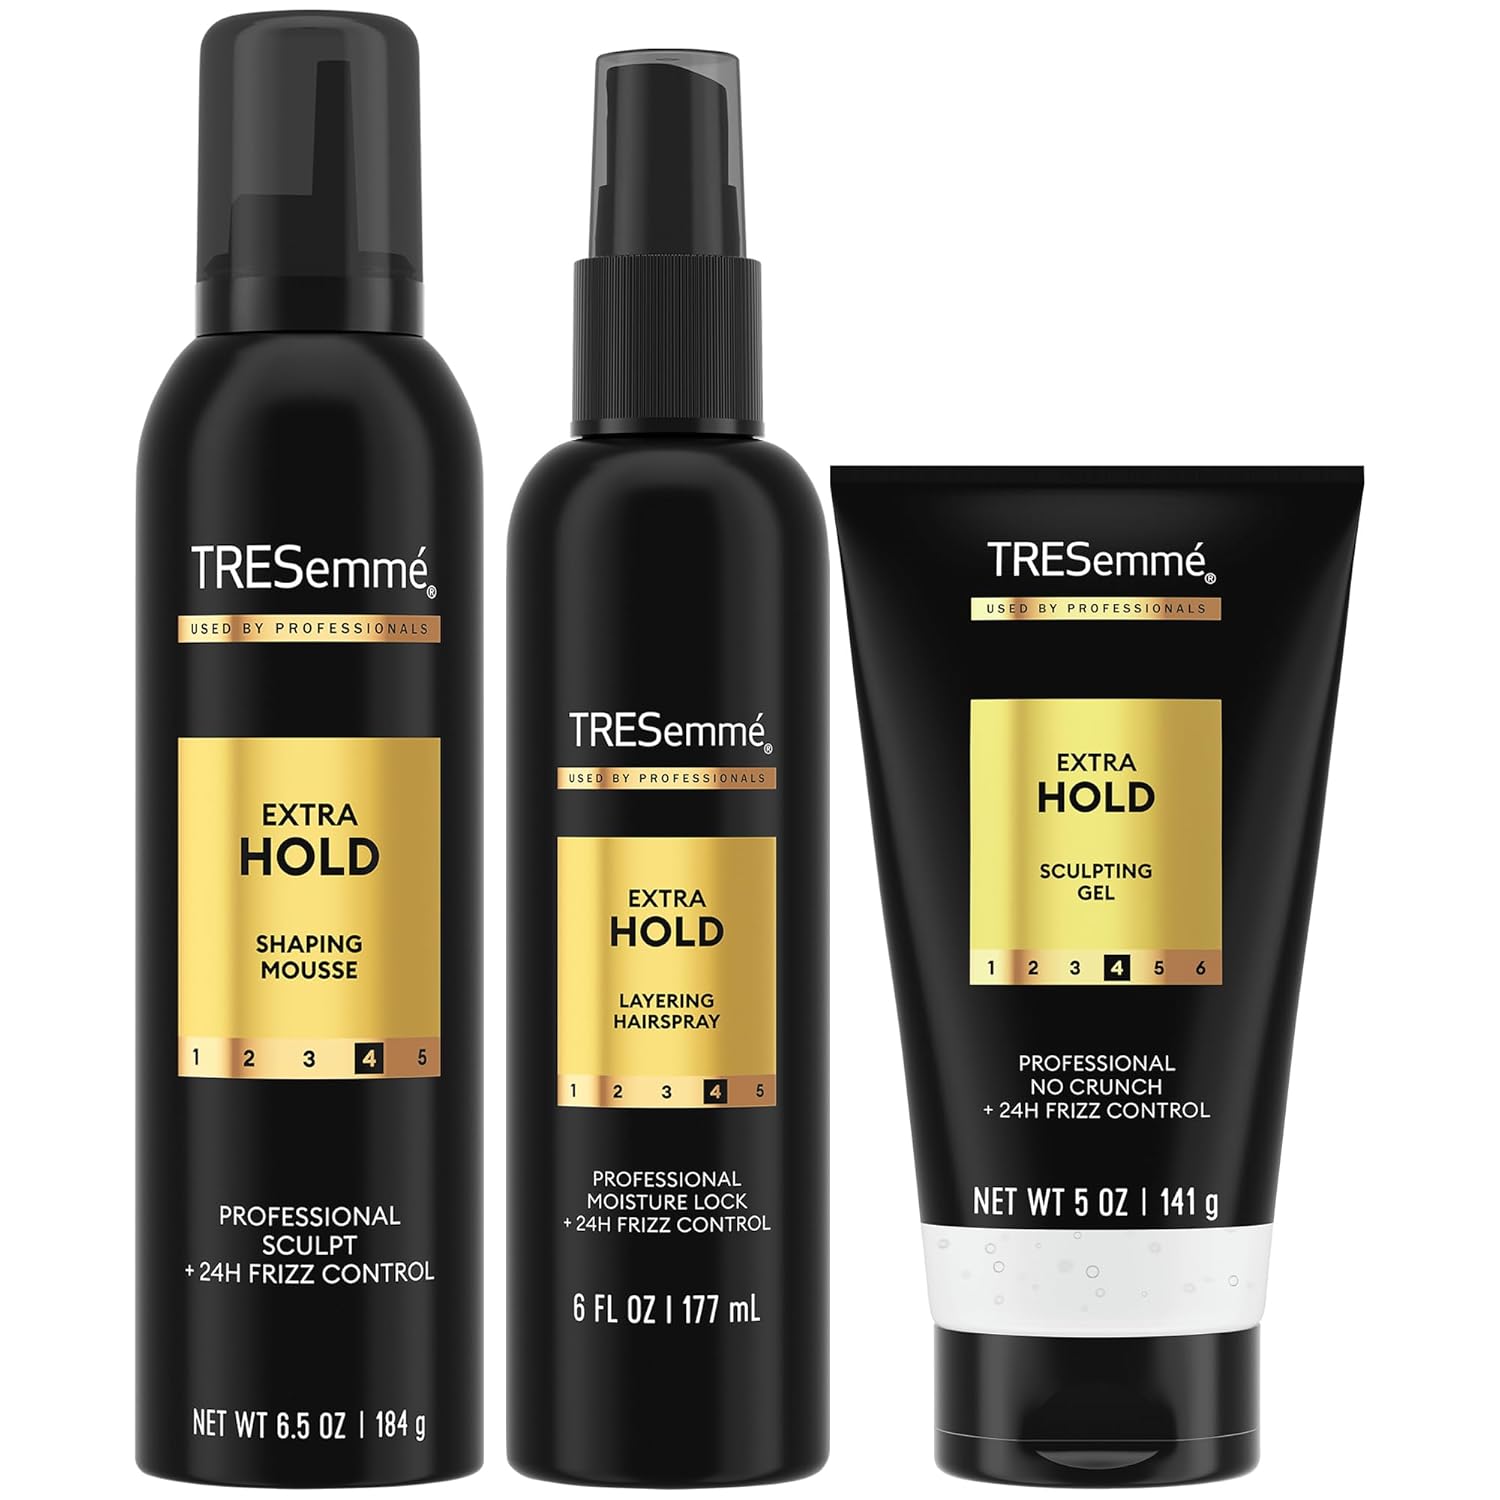 TRESemmé®
USED BY PROFESSIONALS
EXTRA
HOLD
SHAPING
MOUSSE
1 2 3 4 5
PROFESSIONAL
SCULPT
+ 24H FRIZZ CONTROL
NET WT 6.5 OZ | 184 g
TRESemmé®
USED BY PROFESSIONALS
EXTRA
HOLD
LAYERING
HAIRSPRAY
1 2 3 4 5
PROFESSIONAL
MOISTURE LOCK
+ 24H FRIZZ CONTROL
6 FL OZ | 177 mL
TRESemmé®
USED BY PROFESSIONALS
EXTRA
HOLD
SCULPTING
GEL
1 2 3 4 5 6
PROFESSIONAL
NO CRUNCH
+ 24H FRIZZ CONTROL
NET WT 5 OZ | 141 g